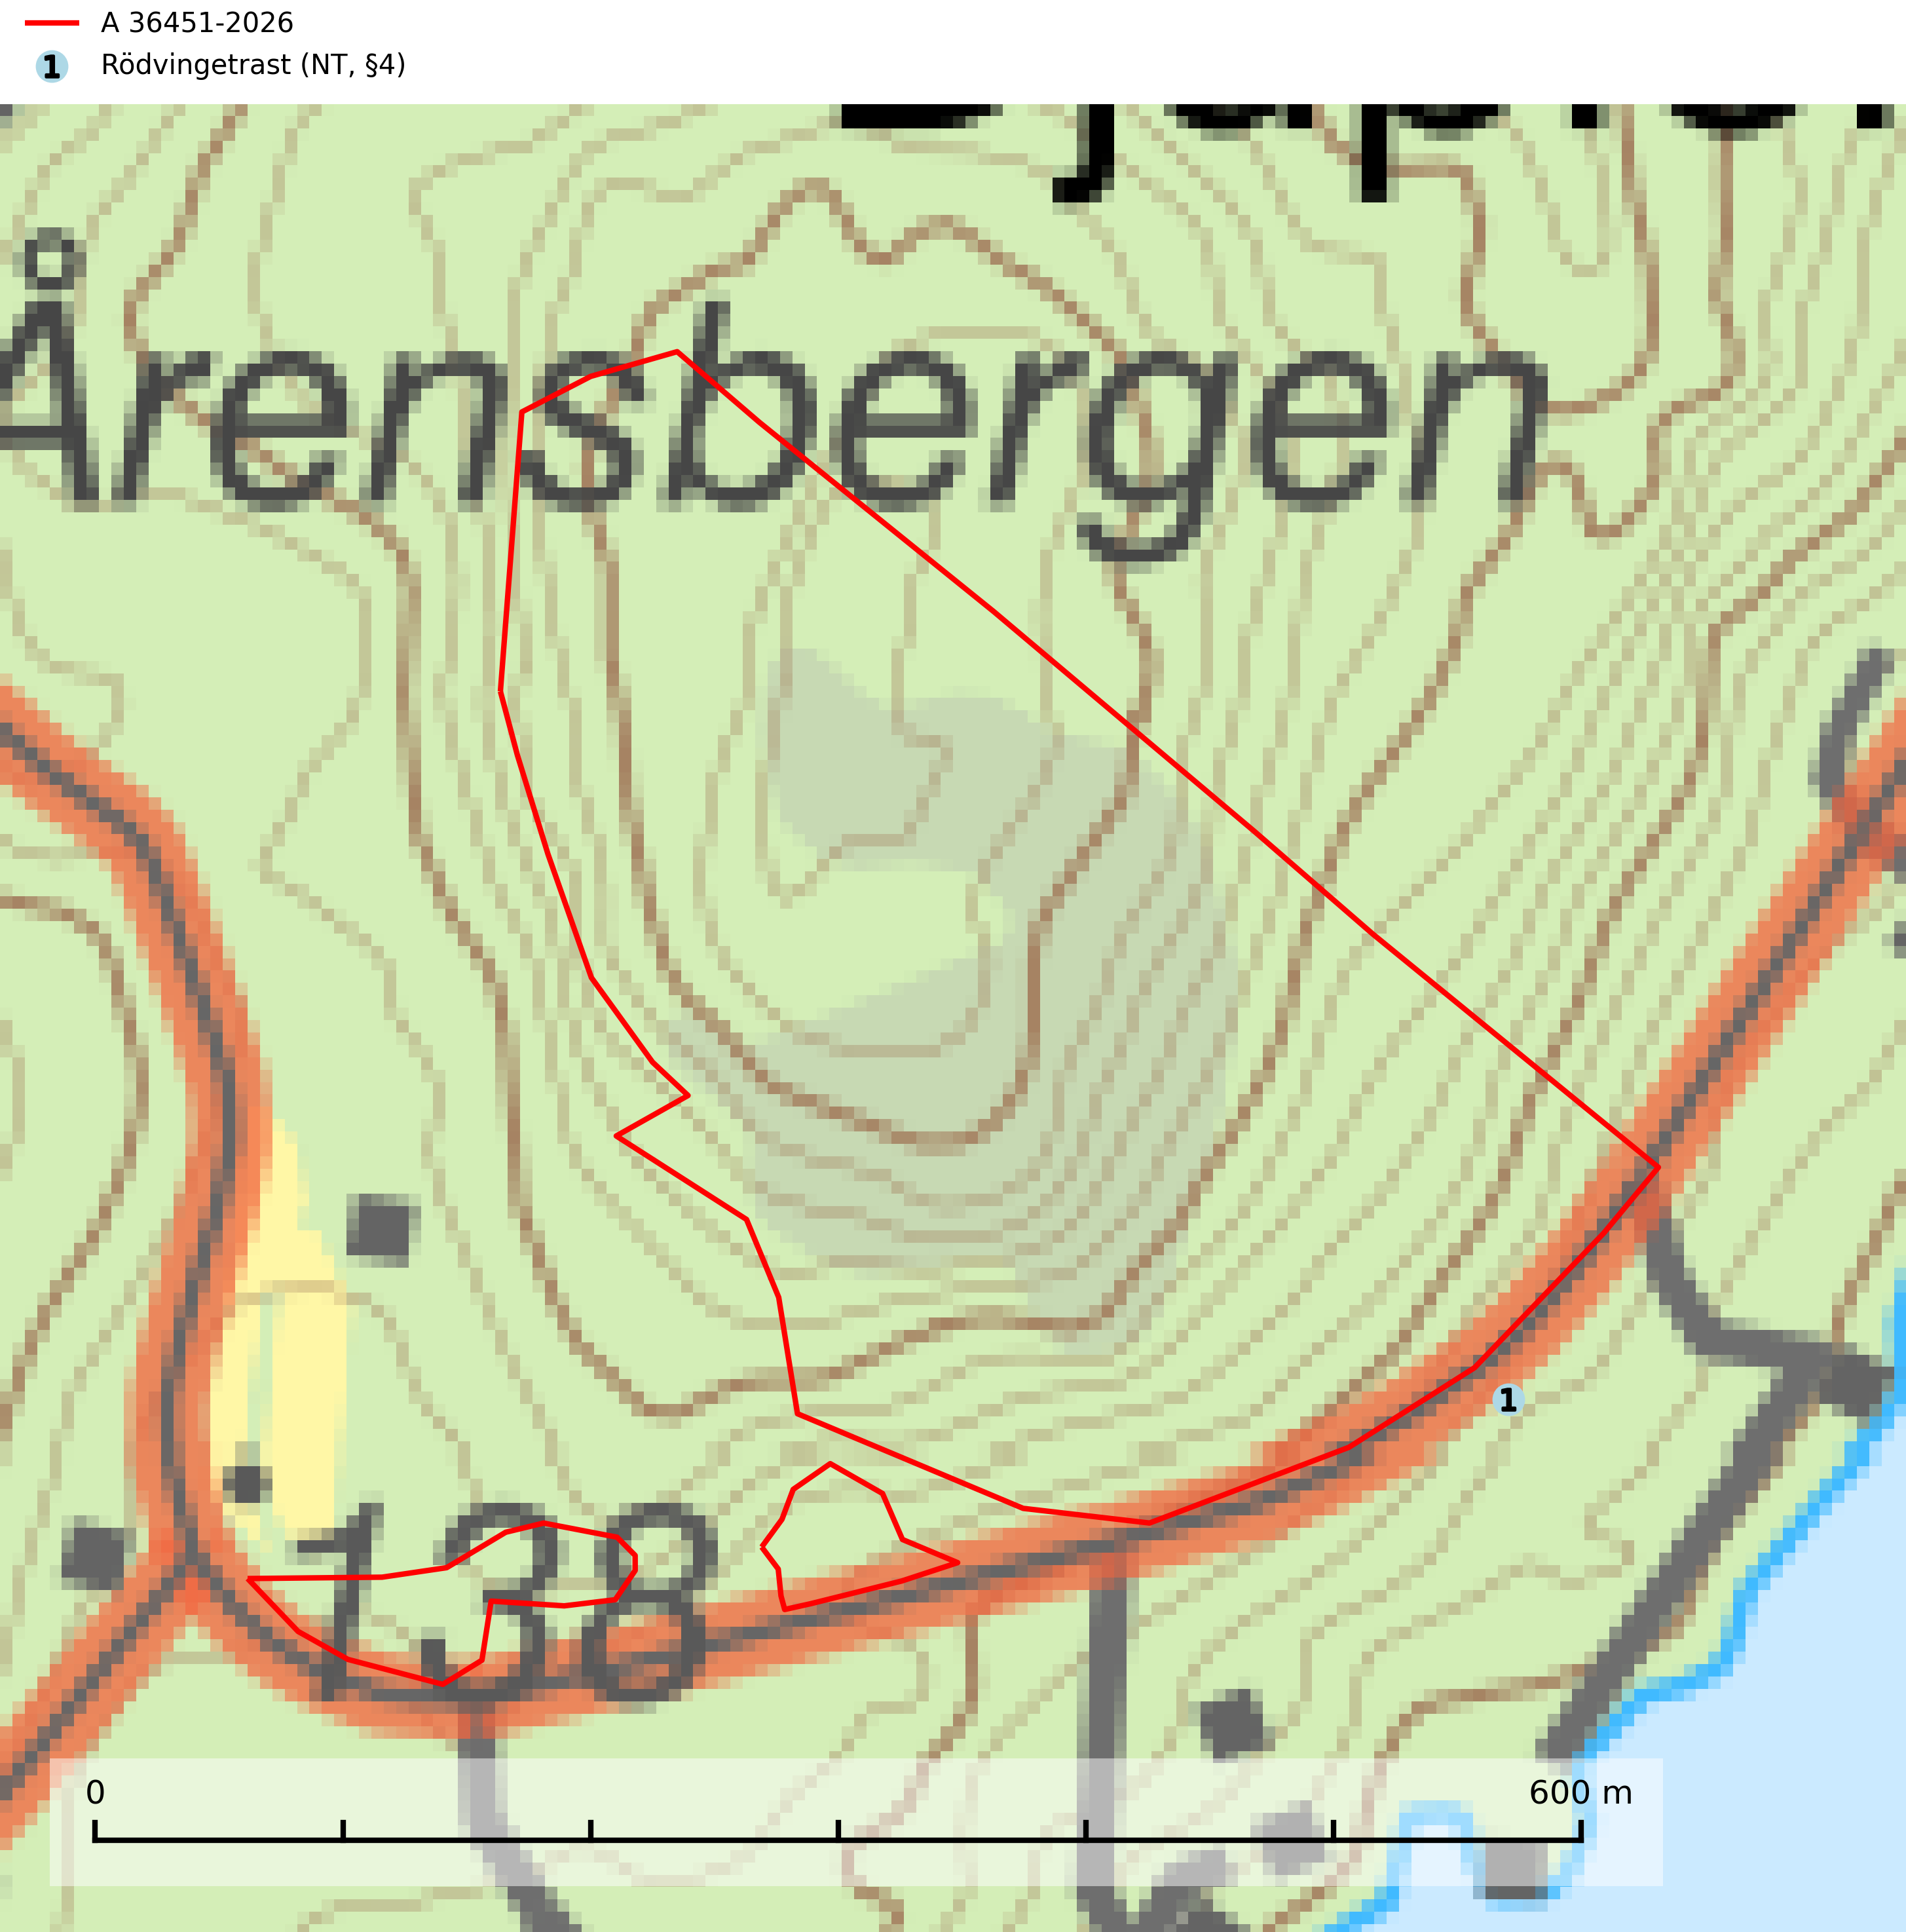 A 36451-2026
1 Rödvingetrast (NT, §4)
Årensbergen
1
138
0 600 m